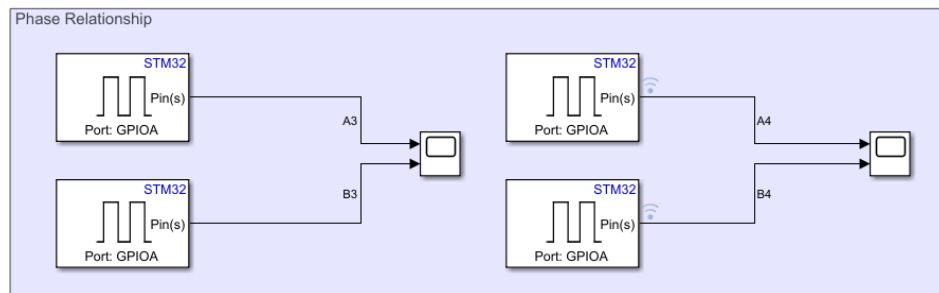 Phase Relationship
STM32
Pin(s)
Port: GPIOA
A3
STM32
Pin(s)
Port: GPIOA
B3
STM32
Pin(s)
Port: GPIOA
A4
STM32
Pin(s)
Port: GPIOA
B4